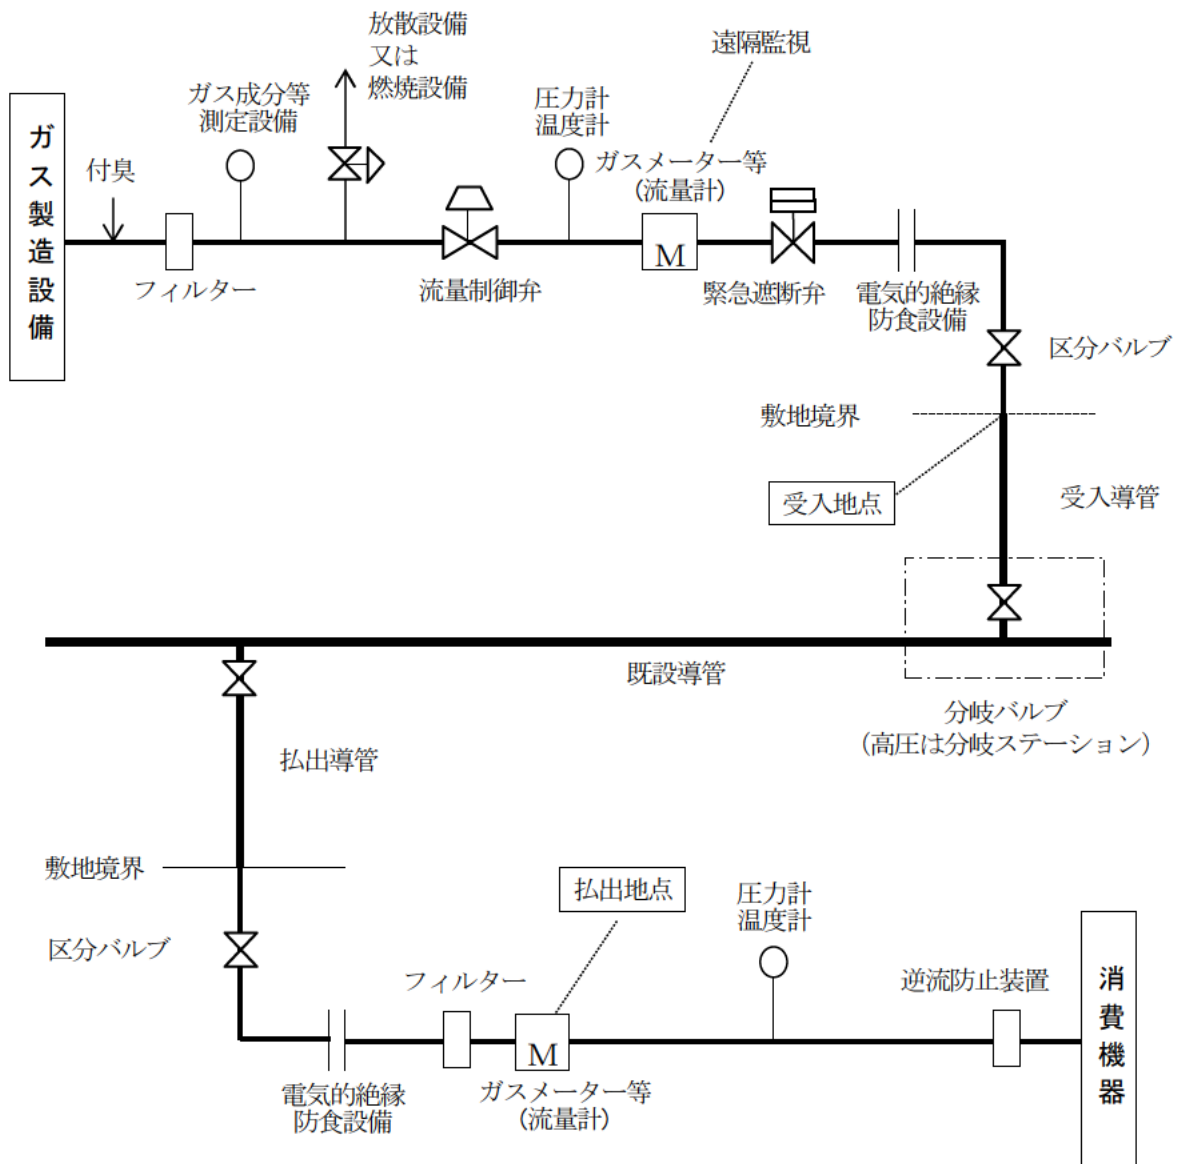 放散設備
又は
燃焼設備
遠隔監視
ガス成分等
測定設備
圧力計
温度計
ガス製造設備
付臭
ガスメーター等
(流量計)
M
フィルター
流量制御弁
緊急遮断弁
電気的絶縁
防食設備
区分バルブ
敷地境界
受入地点
受入導管
既設導管
分岐バルブ
(高圧は分岐ステーション)
払出導管
敷地境界
払出地点
圧力計
温度計
区分バルブ
フィルター
逆流防止装置
消費機器
M
電気的絶縁
防食設備
ガスメーター等
(流量計)